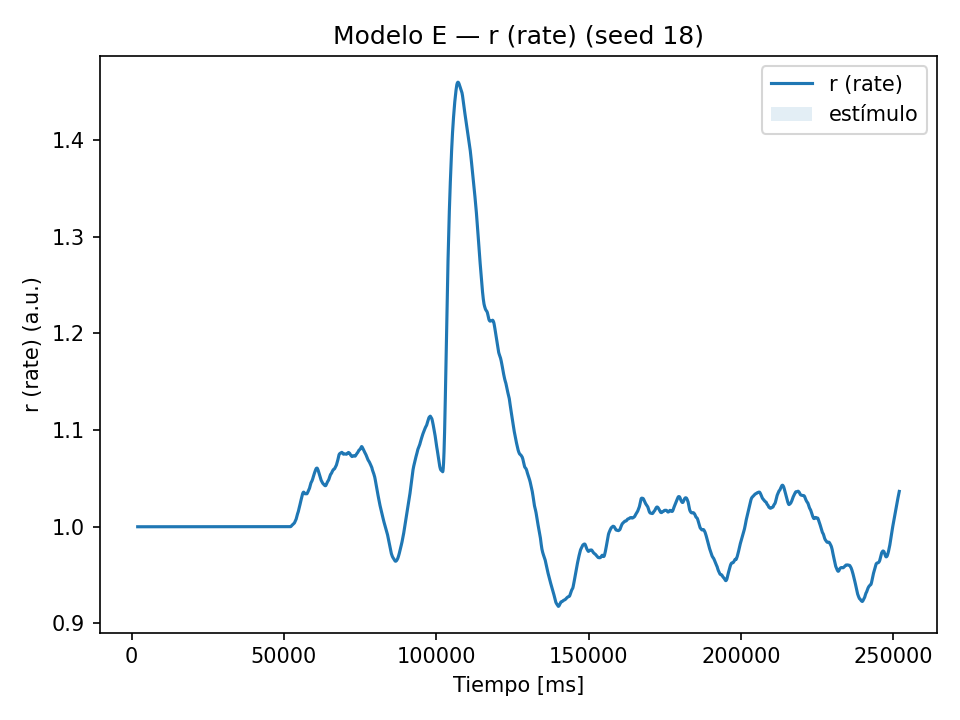 Modelo E — r (rate) (seed 18)
r (rate)
estímulo
r (rate) (a.u.)
1.4
1.3
1.2
1.1
1.0
0.9
0 50000 100000 150000 200000 250000
Tiempo [ms]